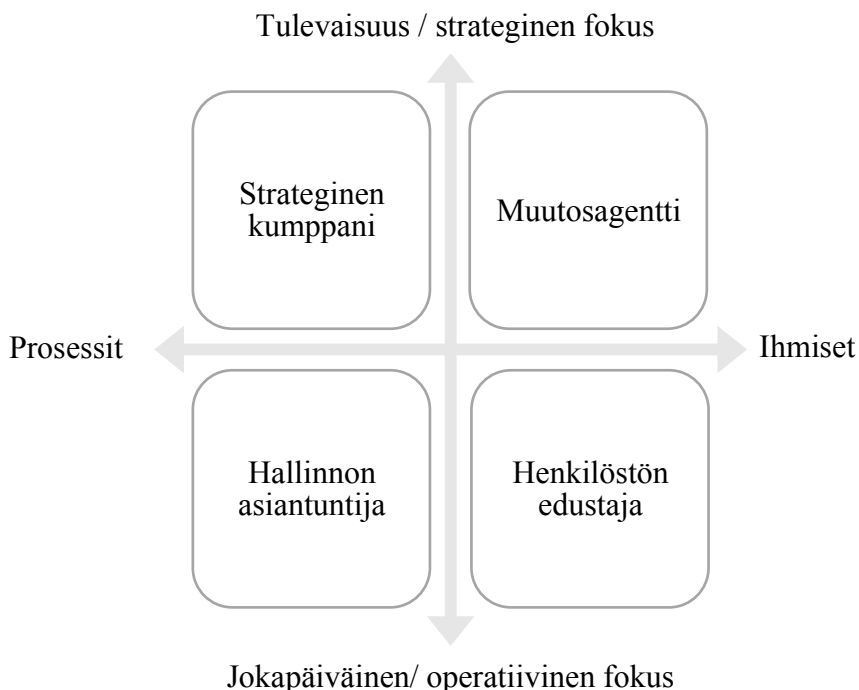 Tulevaisuus / strateginen fokus
Strateginen
kumppani
Muutosagentti
Prosessit
Ihmiset
Hallinnon
asiantuntija
Henkilöstön
edustaja
Jokapäiväinen/ operatiivinen fokus